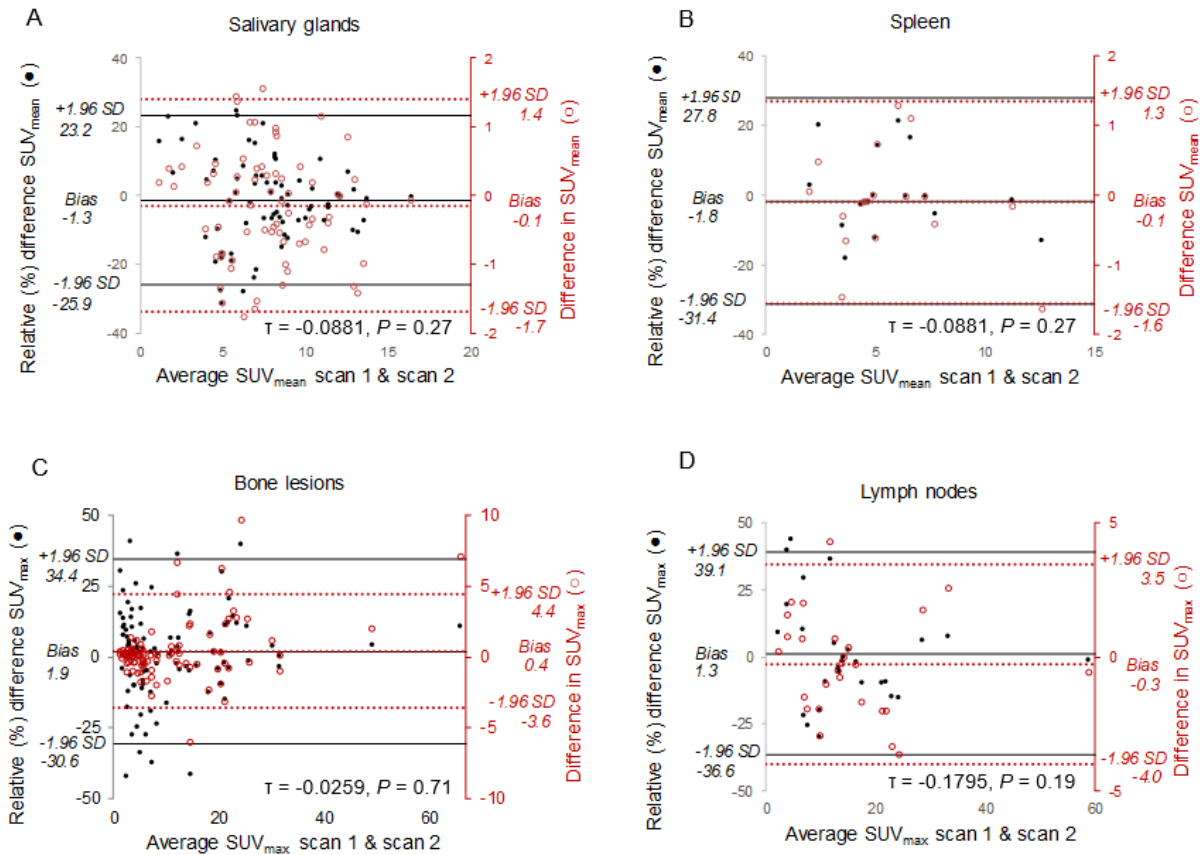 A
Salivary glands
Relative (%) difference SUVmean (●)
40
20
0
-20
-40
+1.96 SD
23.2
Bias
-1.3
-1.96 SD
-25.9
2
1
0
-1
-2
+1.96 SD
1.4
Bias
-0.1
-1.96 SD
-1.7
Difference in SUVmean (○)
τ = -0.0881, P = 0.27
0 5 10 15 20
Average SUVmean scan 1 & scan 2
B
Spleen
Relative (%) difference SUVmean (●)
40
20
0
-20
-40
+1.96 SD
27.8
Bias
-1.8
-1.96 SD
-31.4
2
1
0
-1
-2
+1.96 SD
1.3
Bias
-0.1
-1.96 SD
-1.6
Difference SUVmean (○)
τ = -0.0881, P = 0.27
0 5 10 15
Average SUVmean scan 1 & scan 2
C
Bone lesions
Relative (%) difference SUVmax (●)
50
25
0
-25
-50
+1.96 SD
34.4
Bias
1.9
-1.96 SD
-30.6
10
5
0
-5
-10
+1.96 SD
4.4
Bias
0.4
-1.96 SD
-3.6
Difference in SUVmax (○)
τ = -0.0259, P = 0.71
0 20 40 60
Average SUVmax scan 1 & scan 2
D
Lymph nodes
Relative (%) difference SUVmax (●)
50
25
0
-25
-50
+1.96 SD
39.1
Bias
1.3
-1.96 SD
-36.6
5
0
-5
+1.96 SD
3.5
Bias
-0.3
-1.96 SD
-4.0
Difference in SUVmax (○)
τ = -0.1795, P = 0.19
0 20 40 60
Average SUVmax scan 1 & scan 2